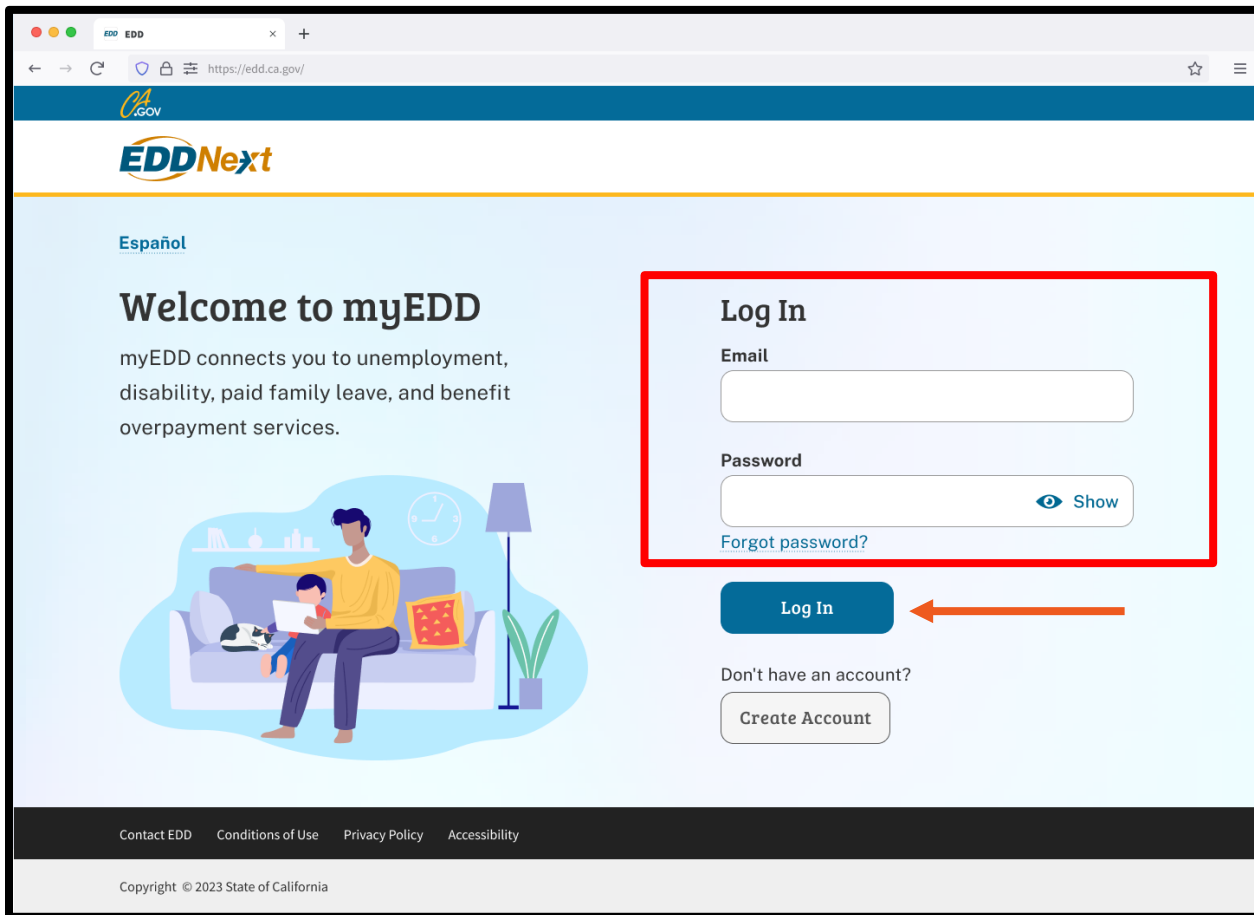 EDD EDD
https://edd.ca.gov/
CA.GOV
EDDNext
Español
Welcome to myEDD
myEDD connects you to unemployment,
disability, paid family leave, and benefit
overpayment services.
Log In
Email
Password
Show
Forgot password?
Log In
Don't have an account?
Create Account
Contact EDD Conditions of Use Privacy Policy Accessibility
Copyright © 2023 State of California